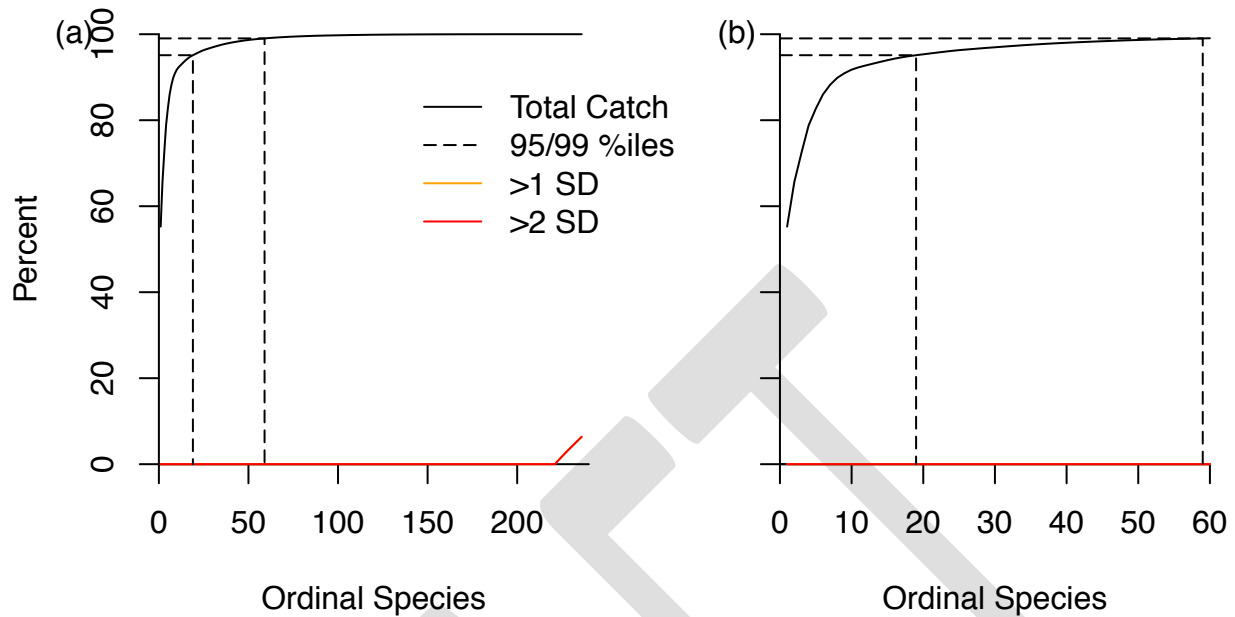 (a)
(b)
Percent
100
80
60
40
20
0
Total Catch
95/99 %iles
>1 SD
>2 SD
0 50 100 150 200
0 10 20 30 40 50 60
Ordinal Species
Ordinal Species